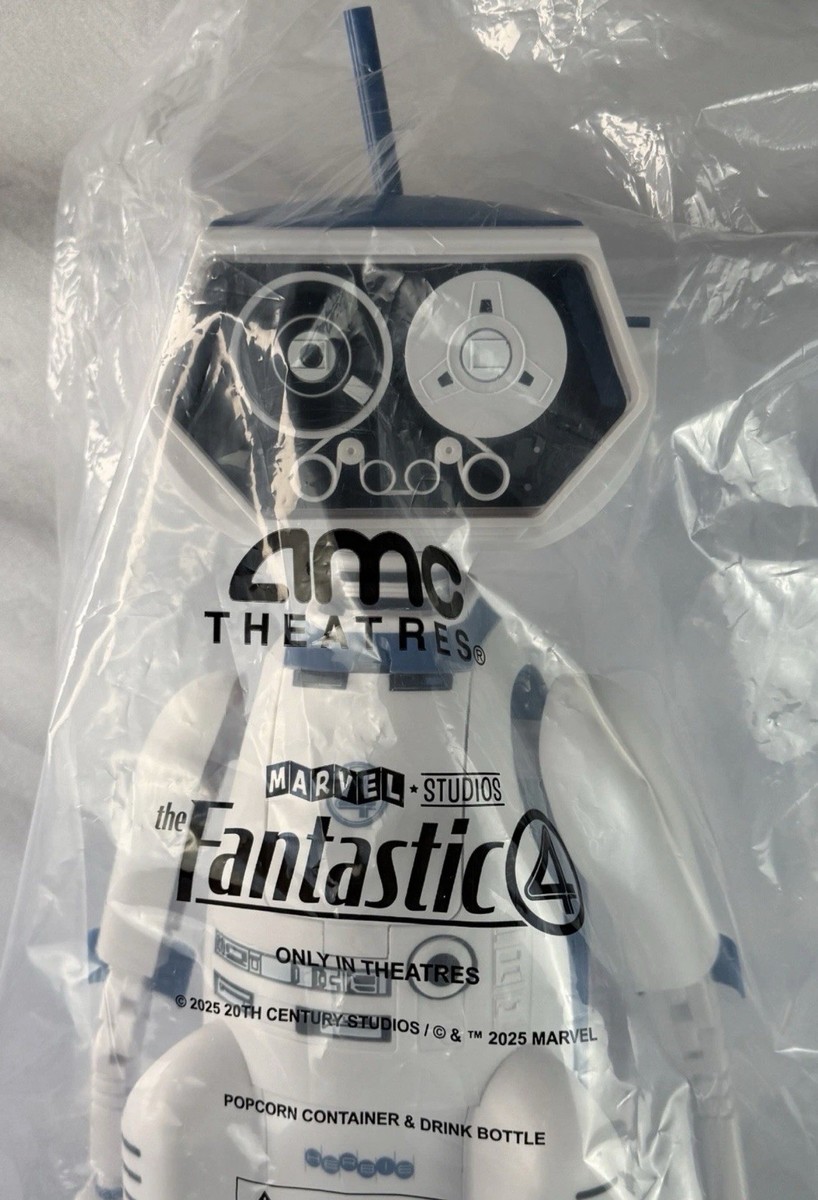 amc
THEATRES®
MARVEL ★ STUDIOS
the Fantastic 4
ONLY IN THEATRES
© 2025 20TH CENTURY STUDIOS / © & ™ 2025 MARVEL
POPCORN CONTAINER & DRINK BOTTLE
HERBIE